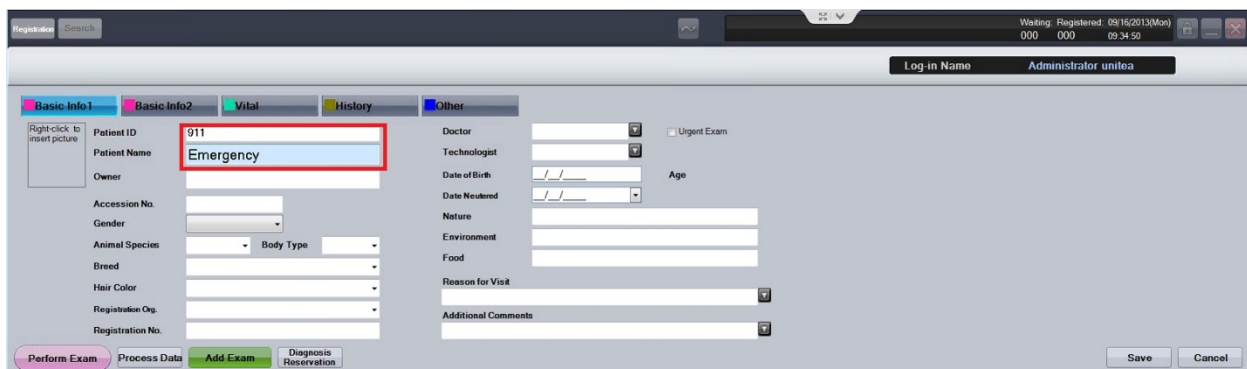 Registration Search
Waiting: Registered: 09/16/2013(Mon)
000 000 09:34:50
Log-in Name Administrator unitea
Basic Info1 Basic Info2 Vital History Other
Right-click to
insert picture
Patient ID 911
Patient Name Emergency
Owner
Accession No.
Gender
Animal Species Body Type
Breed
Hair Color
Registration Org.
Registration No.
Doctor Urgent Exam
Technologist
Date of Birth __/__/____ Age
Date Neutered __/__/____
Nature
Environment
Food
Reason for Visit
Additional Comments
Perform Exam Process Data Add Exam Diagnosis
Reservation
Save Cancel